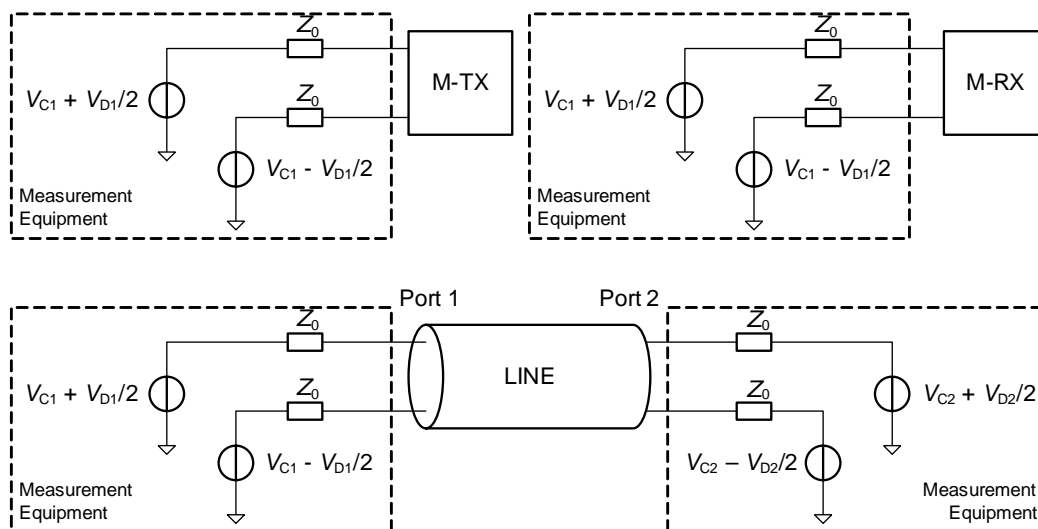 Z0
Z0
M-TX
M-RX
VC1 + VD1/2
Z0
VC1 + VD1/2
Z0
VC1 - VD1/2
VC1 - VD1/2
Measurement
Equipment
Measurement
Equipment
Port 1
Port 2
Z0
Z0
LINE
VC1 + VD1/2
Z0
Z0
VC2 + VD2/2
VC1 - VD1/2
VC2 – VD2/2
Measurement
Equipment
Measurement
Equipment